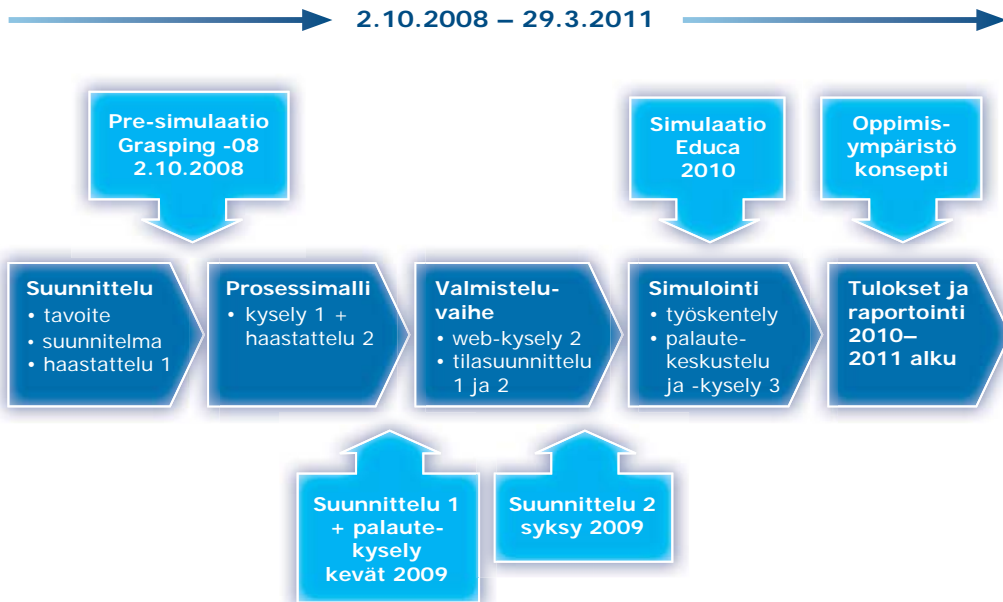 2.10.2008 – 29.3.2011
Pre-simulaatio
Grasping -08
2.10.2008
Simulaatio
Educa
2010
Oppimis-
ympäristö
konsepti
Suunnittelu
• tavoite
• suunnitelma
• haastattelu 1
Prosessimalli
• kysely 1 +
haastattelu 2
Valmistelu-
vaihe
• web-kysely 2
• tilasuunnittelu
1 ja 2
Simulointi
• työskentely
• palaute-
keskustelu
ja -kysely 3
Tulokset ja
raportointi
2010–
2011 alku
Suunnittelu 1
+ palaute-
kysely
kevät 2009
Suunnittelu 2
syksy 2009